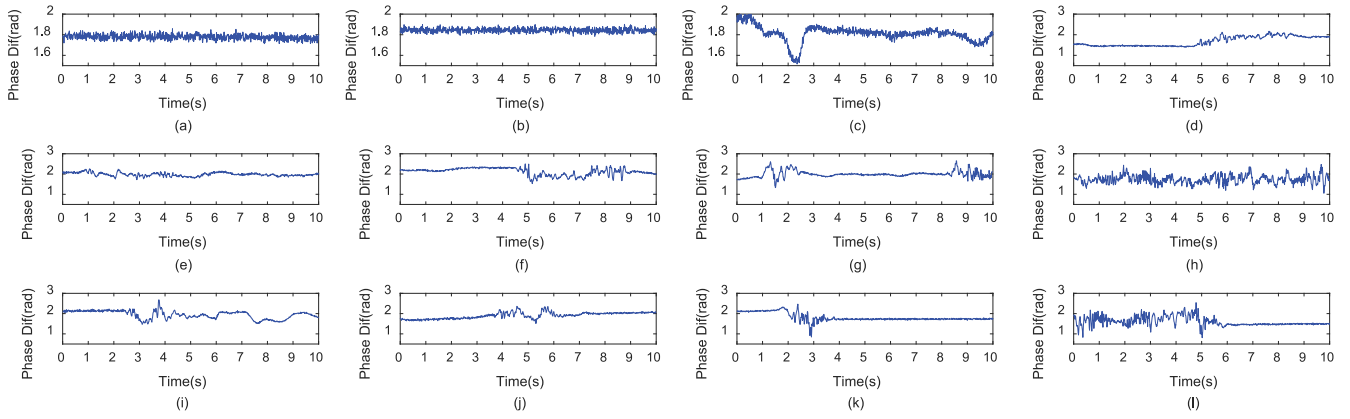 Phase Dif(rad)
2
1.8
1.6
0 1 2 3 4 5 6 7 8 9 10
Time(s)
(a)
Phase Dif(rad)
2
1.8
1.6
0 1 2 3 4 5 6 7 8 9 10
Time(s)
(b)
Phase Dif(rad)
2
1.8
1.6
0 1 2 3 4 5 6 7 8 9 10
Time(s)
(c)
Phase Dif(rad)
3
2
1
0 1 2 3 4 5 6 7 8 9 10
Time(s)
(d)
Phase Dif(rad)
3
2
1
0 1 2 3 4 5 6 7 8 9 10
Time(s)
(e)
Phase Dif(rad)
3
2
1
0 1 2 3 4 5 6 7 8 9 10
Time(s)
(f)
Phase Dif(rad)
3
2
1
0 1 2 3 4 5 6 7 8 9 10
Time(s)
(g)
Phase Dif(rad)
3
2
1
0 1 2 3 4 5 6 7 8 9 10
Time(s)
(h)
Phase Dif(rad)
3
2
1
0 1 2 3 4 5 6 7 8 9 10
Time(s)
(i)
Phase Dif(rad)
3
2
1
0 1 2 3 4 5 6 7 8 9 10
Time(s)
(j)
Phase Dif(rad)
3
2
1
0 1 2 3 4 5 6 7 8 9 10
Time(s)
(k)
Phase Dif(rad)
3
2
1
0 1 2 3 4 5 6 7 8 9 10
Time(s)
(l)